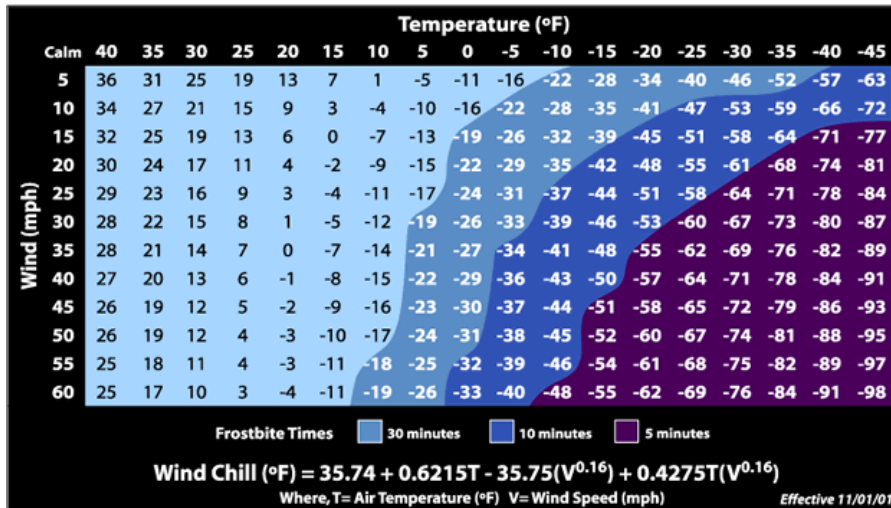 Temperature (ºF)
Calm 40 35 30 25 20 15 10 5 0 -5 -10 -15 -20 -25 -30 -35 -40 -45
5 36 31 25 19 13 7 1 -5 -11 -16 -22 -28 -34 -40 -46 -52 -57 -63
10 34 27 21 15 9 3 -4 -10 -16 -22 -28 -35 -41 -47 -53 -59 -66 -72
15 32 25 19 13 6 0 -7 -13 -19 -26 -32 -39 -45 -51 -58 -64 -71 -77
20 30 24 17 11 4 -2 -9 -15 -22 -29 -35 -42 -48 -55 -61 -68 -74 -81
25 29 23 16 9 3 -4 -11 -17 -24 -31 -37 -44 -51 -58 -64 -71 -78 -84
30 28 22 15 8 1 -5 -12 -19 -26 -33 -39 -46 -53 -60 -67 -73 -80 -87
35 28 21 14 7 0 -7 -14 -21 -27 -34 -41 -48 -55 -62 -69 -76 -82 -89
40 27 20 13 6 -1 -8 -15 -22 -29 -36 -43 -50 -57 -64 -71 -78 -84 -91
45 26 19 12 5 -2 -9 -16 -23 -30 -37 -44 -51 -58 -65 -72 -79 -86 -93
50 26 19 12 4 -3 -10 -17 -24 -31 -38 -45 -52 -60 -67 -74 -81 -88 -95
55 25 18 11 4 -3 -11 -18 -25 -32 -39 -46 -54 -61 -68 -75 -82 -89 -97
60 25 17 10 3 -4 -11 -19 -26 -33 -40 -48 -55 -62 -69 -76 -84 -91 -98
Wind (mph)
Frostbite Times 30 minutes 10 minutes 5 minutes
Wind Chill (ºF) = 35.74 + 0.6215T - 35.75(V^0.16) + 0.4275T(V^0.16)
Where, T= Air Temperature (ºF) V= Wind Speed (mph) Effective 11/01/01